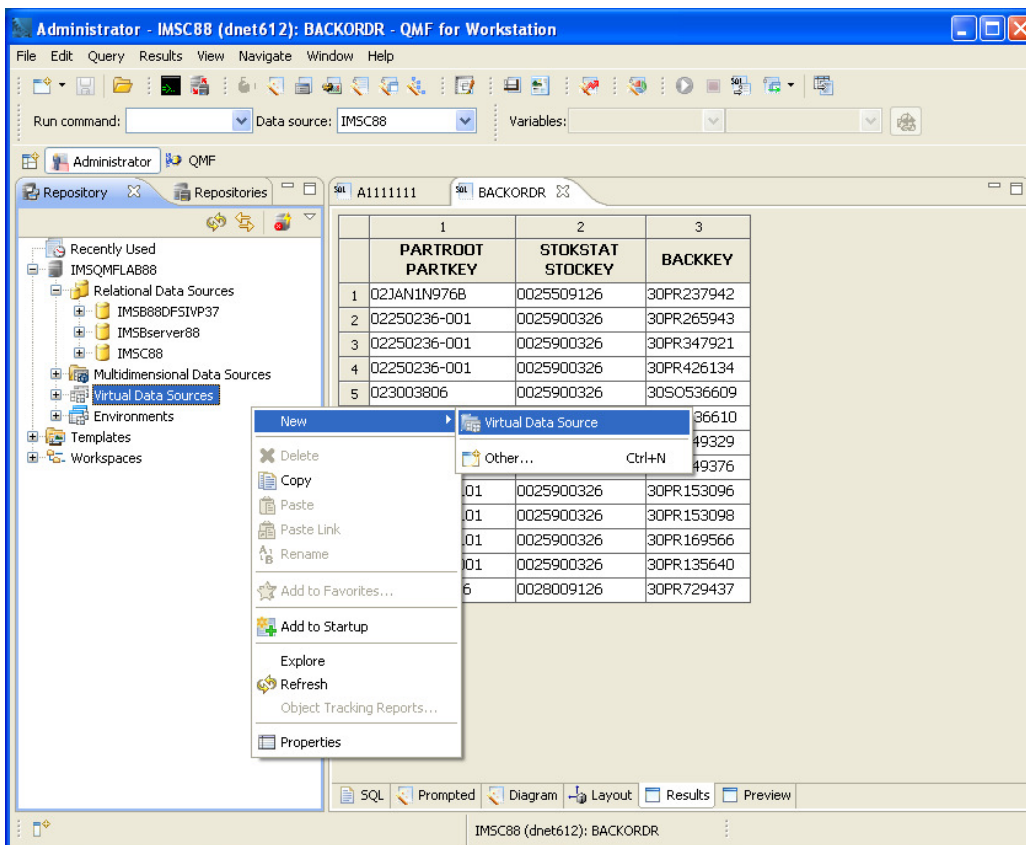 Administrator - IMSC88 (dnet612): BACKORDR - QMF for Workstation
File Edit Query Results View Navigate Window Help
Run command: Data source: IMSC88 Variables:
Administrator QMF
Repository Repositories
Recently Used
IMSQMFLAB88
Relational Data Sources
IMSB88DFSIVP37
IMSBserver88
IMSC88
Multidimensional Data Sources
Virtual Data Sources
Environments
Templates
Workspaces
New
Delete
Copy
Paste
Paste Link
Rename
Add to Favorites...
Add to Startup
Explore
Refresh
Object Tracking Reports...
Properties
Virtual Data Source
Other... Ctrl+N
SQL A1111111 SQL BACKORDR
1 2 3
PARTROOT STOKSTAT BACKKEY
PARTKEY STOCKEY
1 02JAN1N976B 0025509126 30PR237942
2 02250236-001 0025900326 30PR265943
3 02250236-001 0025900326 30PR347921
4 02250236-001 0025900326 30PR426134
5 023003806 0025900326 30SO536609
36610
49329
49376
.01 0025900326 30PR153096
.01 0025900326 30PR153098
.01 0025900326 30PR169566
001 0025900326 30PR135640
6 0028009126 30PR729437
SQL Prompted Diagram Layout Results Preview
IMSC88 (dnet612): BACKORDR